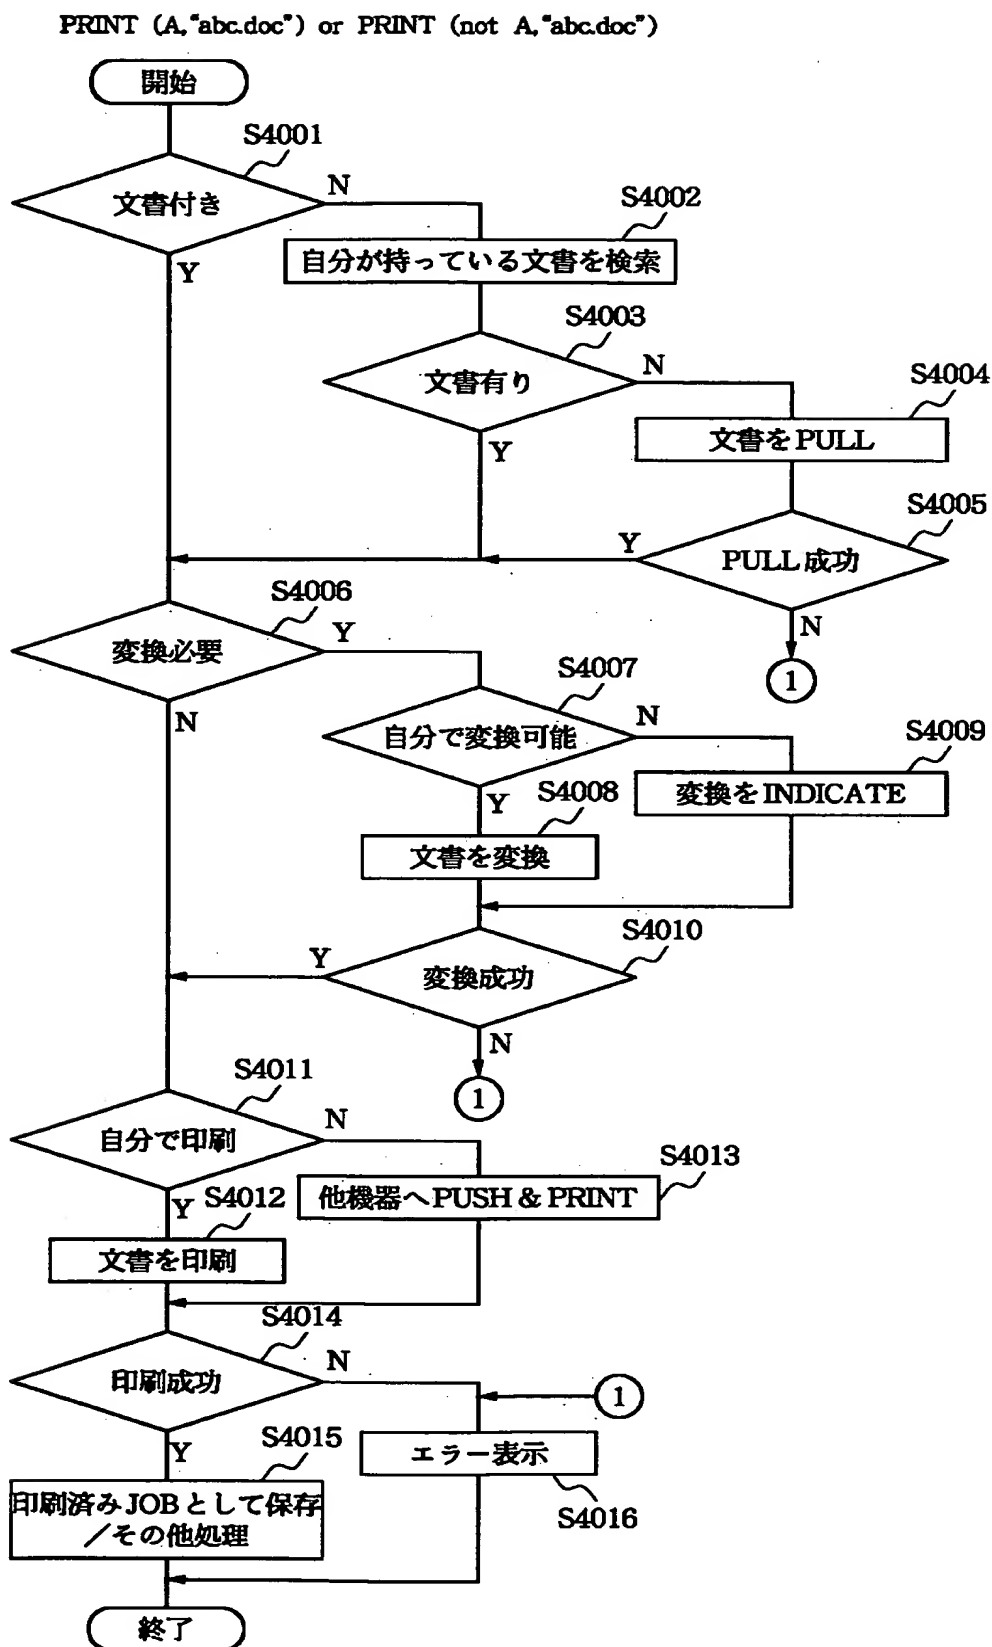 PRINT (A,"abc.doc") or PRINT (not A,"abc.doc")
開始
S4001
文書付き
N
Y
S4002
自分が持っている文書を検索
S4003
文書有り
N
Y
S4004
文書をPULL
S4005
PULL成功
Y
N
1
S4006
変換必要
Y
N
S4007
自分で変換可能
N
Y
S4009
変換をINDICATE
S4008
文書を変換
S4010
変換成功
Y
N
1
S4011
自分で印刷
N
Y
S4012
文書を印刷
S4013
他機器へPUSH & PRINT
S4014
印刷成功
N
Y
1
S4015
印刷済みJOBとして保存
/その他処理
エラー表示
S4016
終了